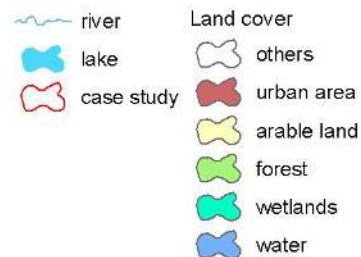 river
lake
case study
Land cover
others
urban area
arable land
forest
wetlands
water